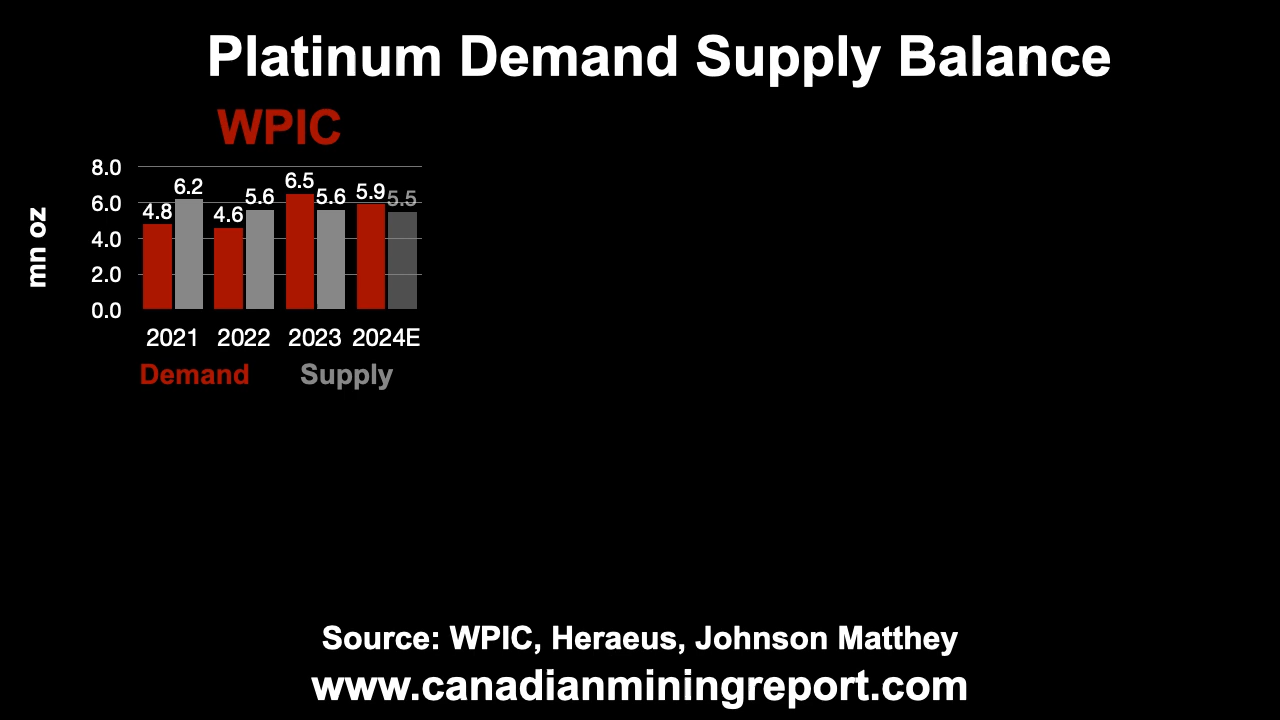 Platinum Demand Supply Balance
WPIC
mn oz
8.0
6.0
4.0
2.0
0.0
4.8 6.2 4.6 5.6 6.5 5.6 5.9 5.5
2021 2022 2023 2024E
Demand Supply
Source: WPIC, Heraeus, Johnson Matthey
www.canadianminingreport.com